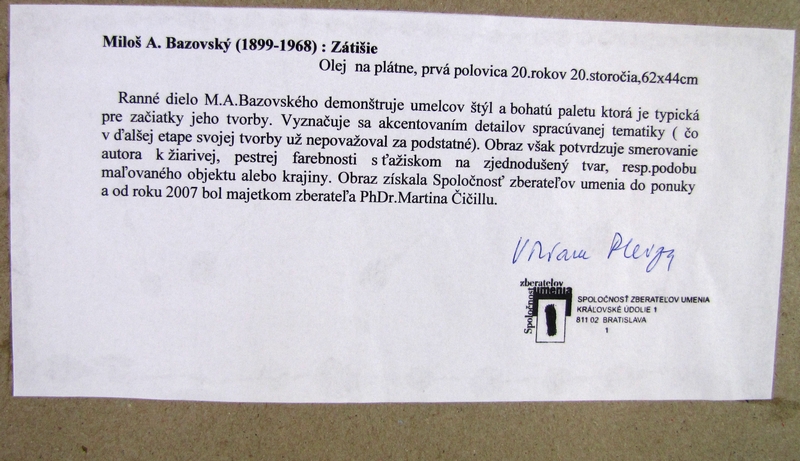 Miloš A. Bazovský (1899-1968) : Zátišie
Olej na plátne, prvá polovica 20.rokov 20.storočia,62x44cm
Ranné dielo M.A.Bazovského demonštruje umelcov štýl a bohatú paletu ktorá je typická
pre začiatky jeho tvorby. Vyznačuje sa akcentovaním detailov spracúvanej tematiky ( čo
v ďalšej etape svojej tvorby už nepovažoval za podstatné). Obraz však potvrdzuje smerovanie
autora k žiarivej, pestrej farebnosti s ťažiskom na zjednodušený tvar, resp.podobu
maľovaného objektu alebo krajiny. Obraz získala Spoločnosť zberateľov umenia do ponuky
a od roku 2007 bol majetkom zberateľa PhDr.Martina Čičillu.
zberateľov
umenia
Spoločnosť
SPOLOČNOSŤ ZBERATEĽOV UMENIA
KRÁĽOVSKÉ ÚDOLIE 1
811 02 BRATISLAVA
1